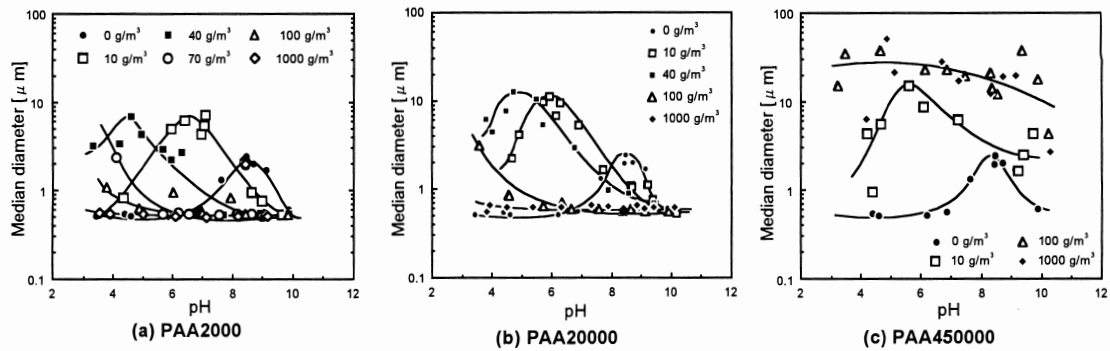 100
10
1
0.1
Median diameter [μm]
0 g/m³ 40 g/m³ 100 g/m³
10 g/m³ 70 g/m³ 1000 g/m³
2 4 6 8 10 12
pH
(a) PAA2000
100
10
1
0.1
Median diameter [μm]
0 g/m³
10 g/m³
40 g/m³
100 g/m³
1000 g/m³
2 4 6 8 10 12
pH
(b) PAA20000
100
10
1
0.1
Median diameter [μm]
0 g/m³ 100 g/m³
10 g/m³ 1000 g/m³
2 4 6 8 10 12
pH
(c) PAA450000